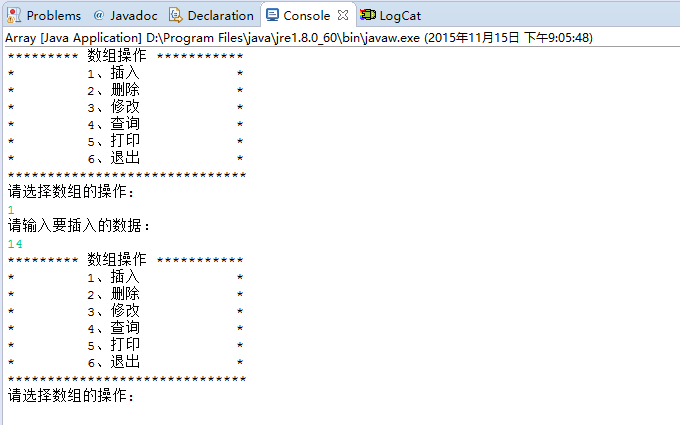 Problems @ Javadoc Declaration Console LogCat
Array [Java Application] D:\Program Files\java\jre1.8.0_60\bin\javaw.exe (2015年11月15日 下午9:05:48)
********* 数组操作 ***********
* 1、插入 *
* 2、删除 *
* 3、修改 *
* 4、查询 *
* 5、打印 *
* 6、退出 *
******************************
请选择数组的操作：
1
请输入要插入的数据：
14
********* 数组操作 ***********
* 1、插入 *
* 2、删除 *
* 3、修改 *
* 4、查询 *
* 5、打印 *
* 6、退出 *
******************************
请选择数组的操作：